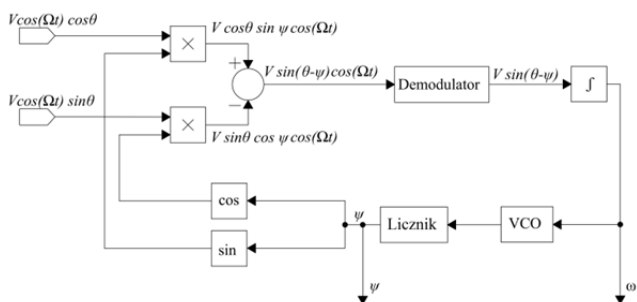 Vcos(Ωt) cosθ
V cosθ sin ψ cos(Ωt)
×
+
V sin(θ-ψ)cos(Ωt)
Demodulator
V sin(θ-ψ)
∫
−
Vcos(Ωt) sinθ
×
V sinθ cos ψ cos(Ωt)
cos
ψ
Licznik
VCO
sin
ψ
ω